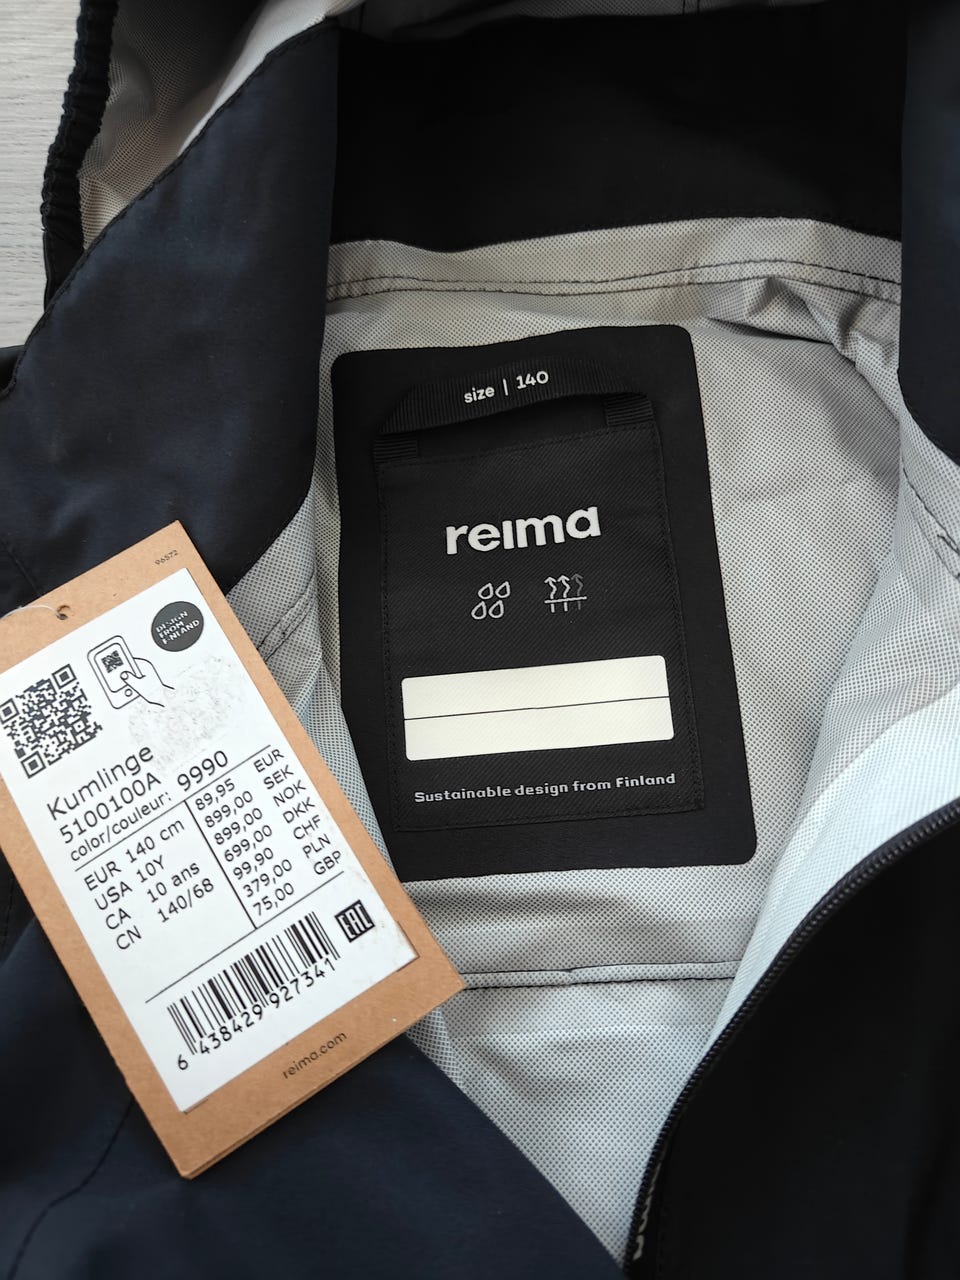 size | 140
reima
Sustainable design from Finland
96572
DESIGN
FROM
FINLAND
Kumlinge
5100100A
color/couleur: 9990
EUR 140 cm
USA 10Y
CA 10 ans
CN 140/68
89,95 EUR
899,00 SEK
899,00 NOK
699,00 DKK
99,90 CHF
379,00 PLN
75,00 GBP
EAC
6 438429 927341
reima.com